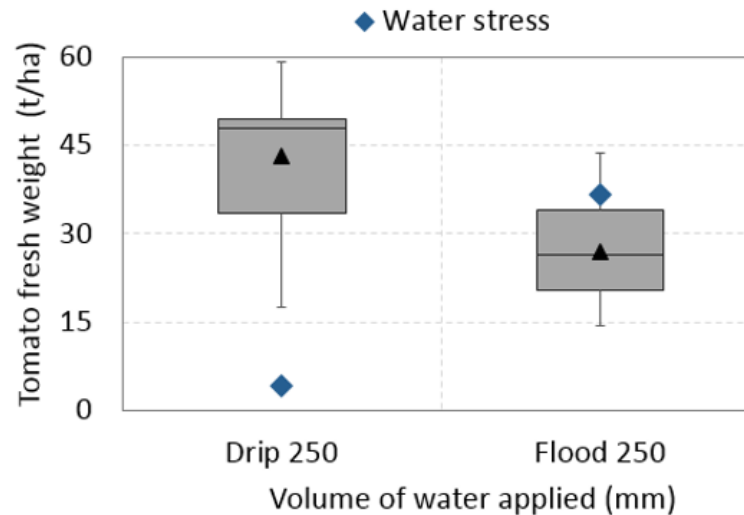 Water stress
Tomato fresh weight (t/ha)
60
45
30
15
0
Drip 250
Flood 250
Volume of water applied (mm)